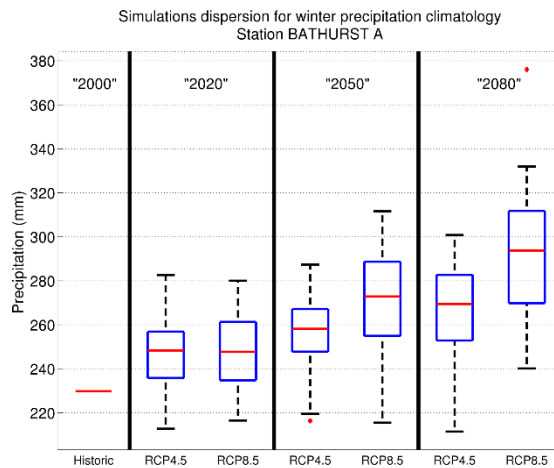 Simulations dispersion for winter precipitation climatology
Station BATHURST A
"2000" "2020" "2050" "2080"
Precipitation (mm)
380
360
340
320
300
280
260
240
220
Historic RCP4.5 RCP8.5 RCP4.5 RCP8.5 RCP4.5 RCP8.5